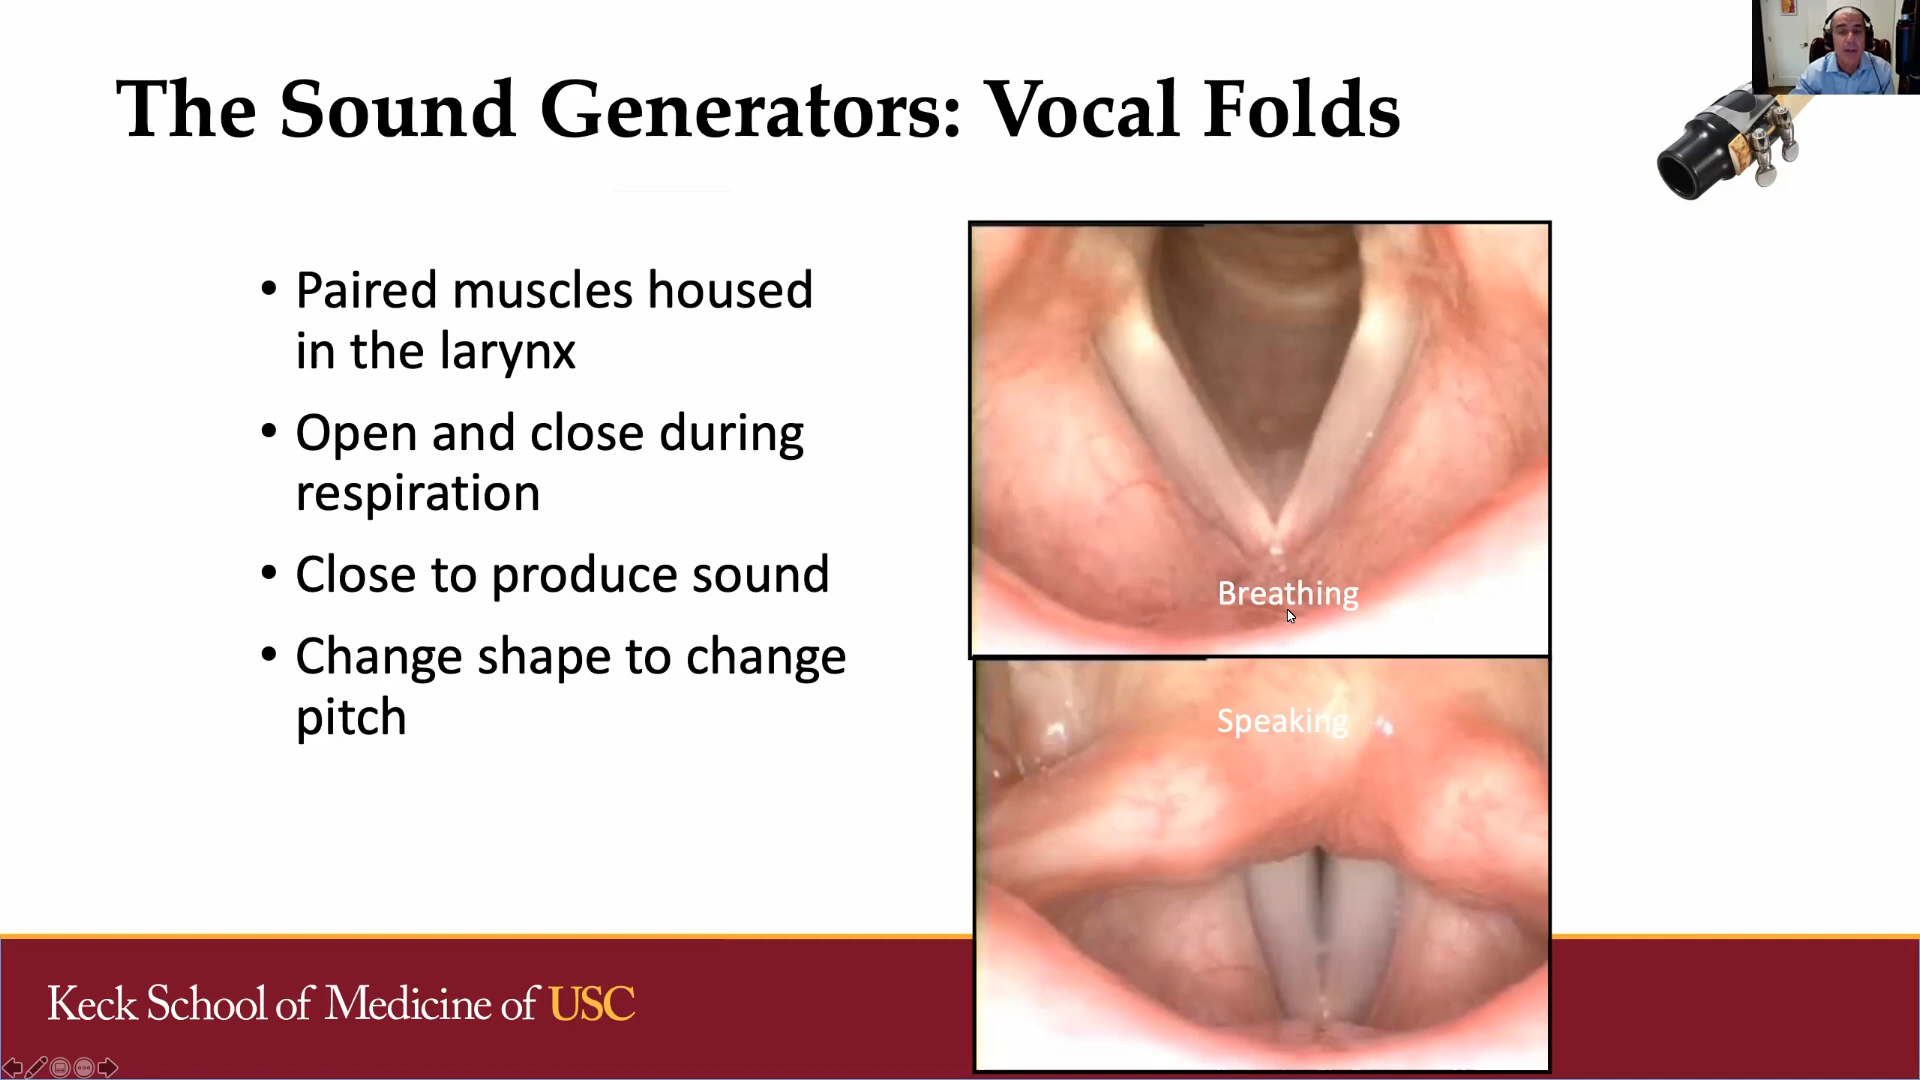 The Sound Generators: Vocal Folds
• Paired muscles housed
in the larynx
• Open and close during
respiration
• Close to produce sound
• Change shape to change
pitch
Breathing
Speaking
Keck School of Medicine of USC